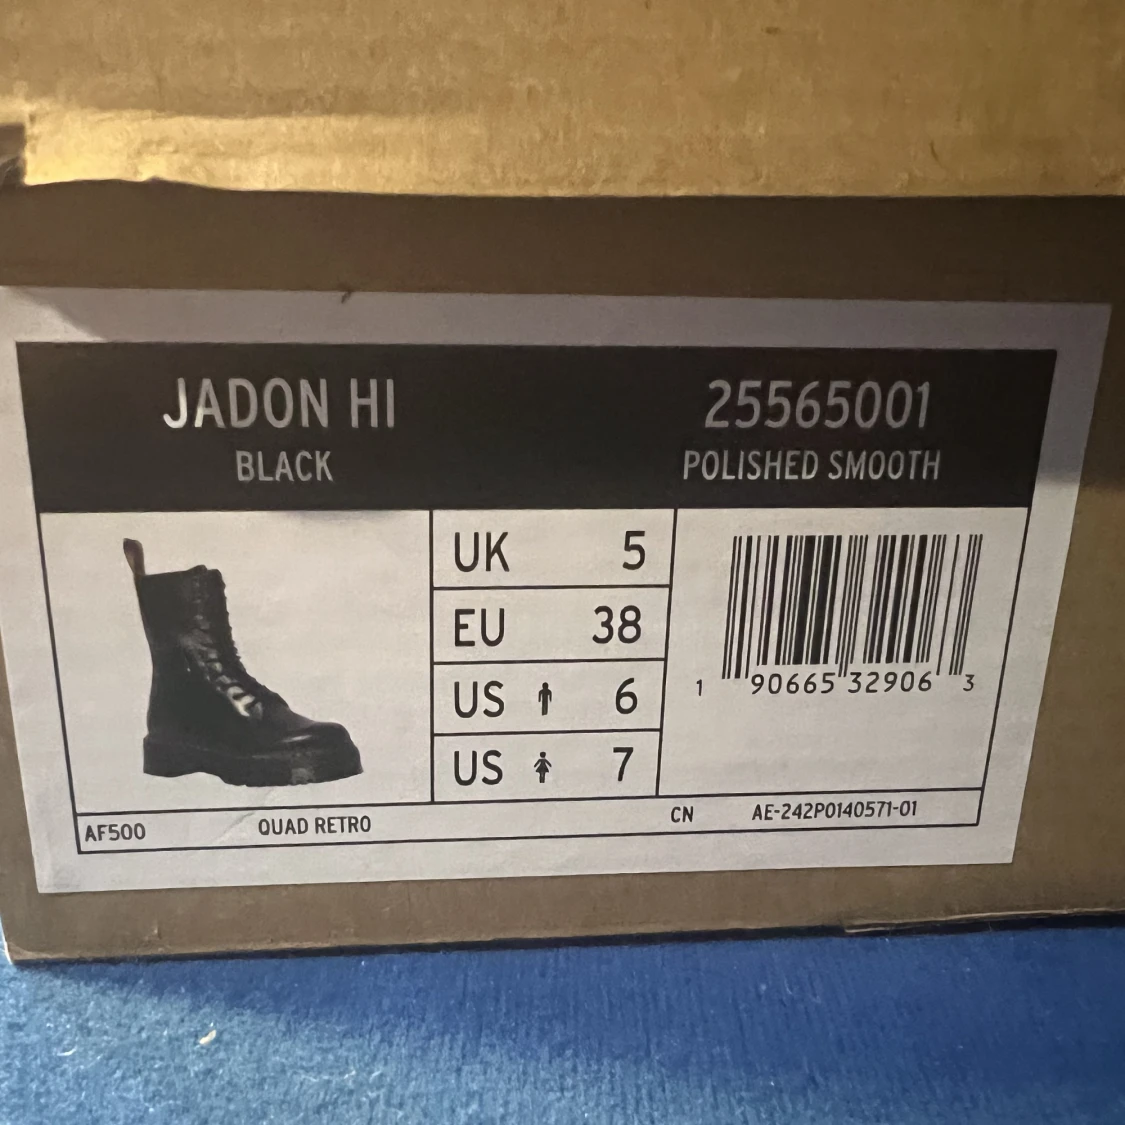 JADON HI
BLACK
25565001
POLISHED SMOOTH
UK 5
EU 38
US 6
US 7
1 90665 32906 3
AF500 QUAD RETRO CN AE-242P0140571-01